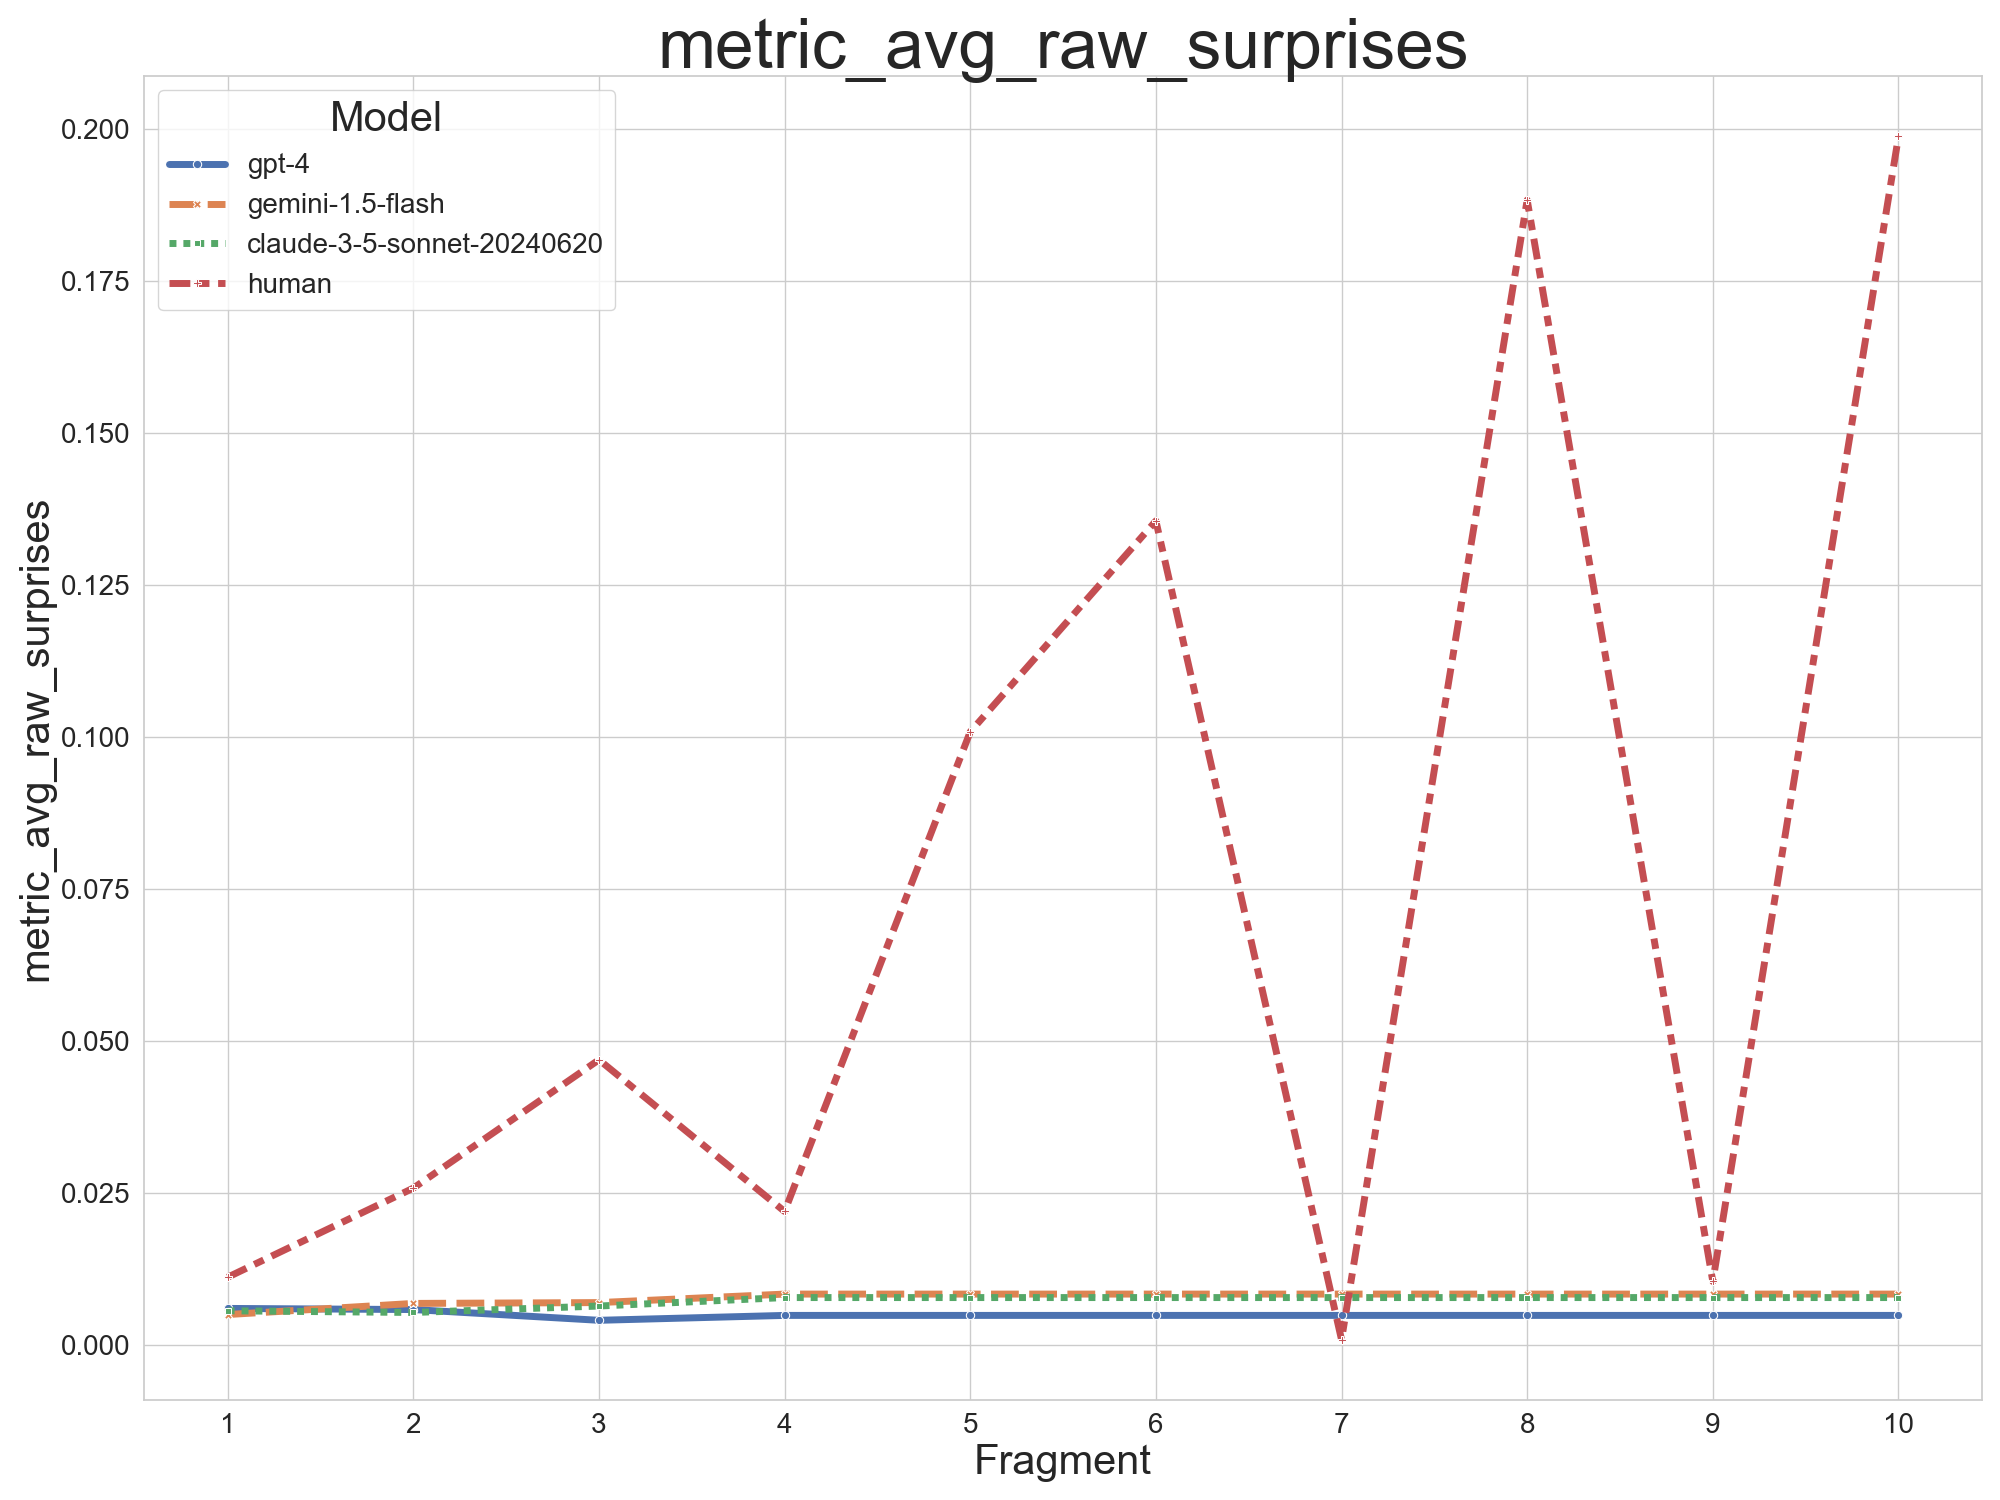 metric_avg_raw_surprises
Model
gpt-4
gemini-1.5-flash
claude-3-5-sonnet-20240620
human
metric_avg_raw_surprises
0.200
0.175
0.150
0.125
0.100
0.075
0.050
0.025
0.000
1 2 3 4 5 6 7 8 9 10
Fragment